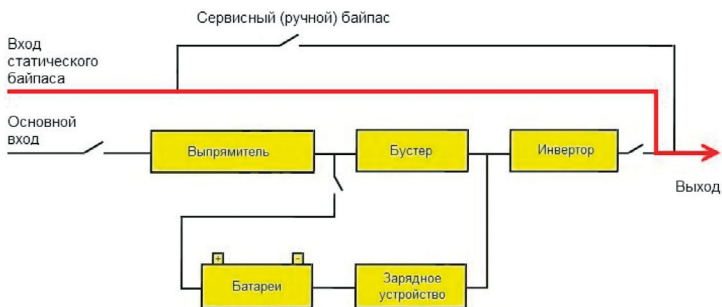 Сервисный (ручной) байпас
Вход
статического
байпаса
Основной
вход
Выпрямитель
Бустер
Инвертор
Выход
+
-
Батареи
Зарядное
устройство